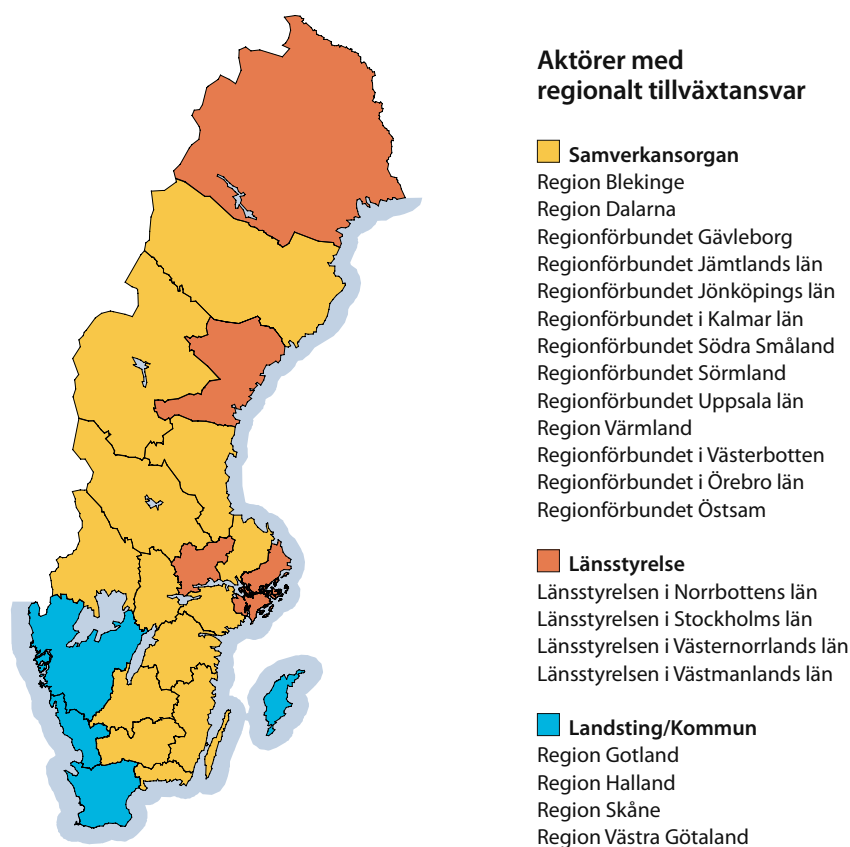 Aktörer med
regionalt tillväxtansvar
Samverkansorgan
Region Blekinge
Region Dalarna
Regionförbundet Gävleborg
Regionförbundet Jämtlands län
Regionförbundet Jönköpings län
Regionförbundet i Kalmar län
Regionförbundet Södra Småland
Regionförbundet Sörmland
Regionförbundet Uppsala län
Region Värmland
Regionförbundet i Västerbotten
Regionförbundet i Örebro län
Regionförbundet Östsam
Länsstyrelse
Länsstyrelsen i Norrbottens län
Länsstyrelsen i Stockholms län
Länsstyrelsen i Västernorrlands län
Länsstyrelsen i Västmanlands län
Landsting/Kommun
Region Gotland
Region Halland
Region Skåne
Region Västra Götaland